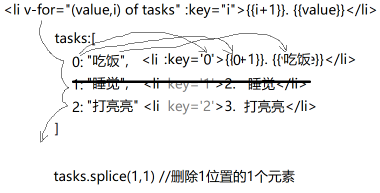 <li v-for="(value,i) of tasks" :key="i">{{i+1}}. {{value}}</li>
tasks:[
0: "吃饭", <li :key='0'>{{0+1}}. {{'吃饭'}}</li>
1: "睡觉", <li key='1'>2. 睡觉</li>
2: "打亮亮" <li key='2'>3. 打亮亮</li>
]
tasks.splice(1,1) //删除1位置的1个元素